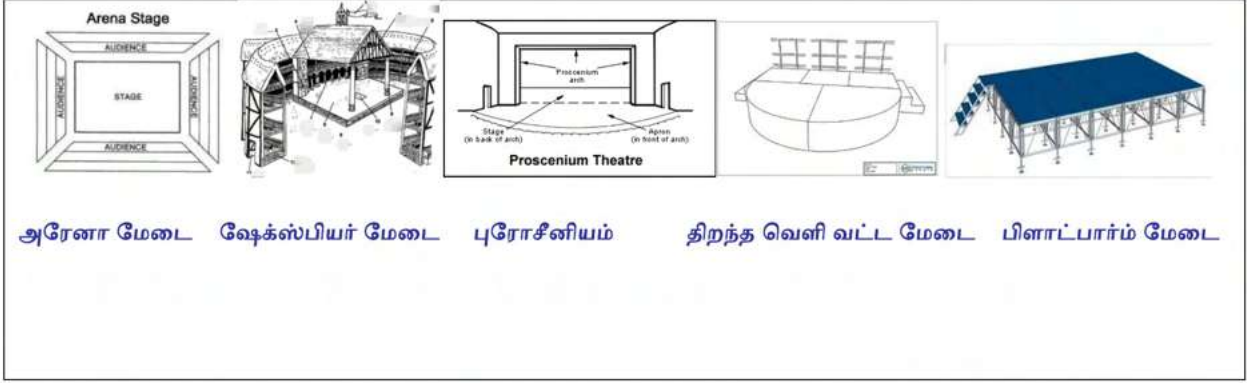 Arena Stage
AUDIENCE
AUDIENCE
STAGE
AUDIENCE
AUDIENCE
Proscenium
arch
Stage
(in back of arch)
Apron
(in front of arch)
Proscenium Theatre
அரேனா மேடை
ஷேக்ஸ்பியர் மேடை
புரோசீனியம்
திறந்த வெளி வட்ட மேடை
பிளாட்பார்ம் மேடை